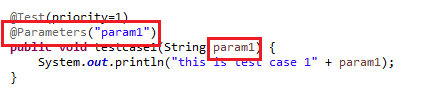 @Test(priority=1)
@Parameters("param1")
public void testcase1(String param1) {
System.out.println("this is test case 1" + param1);
}